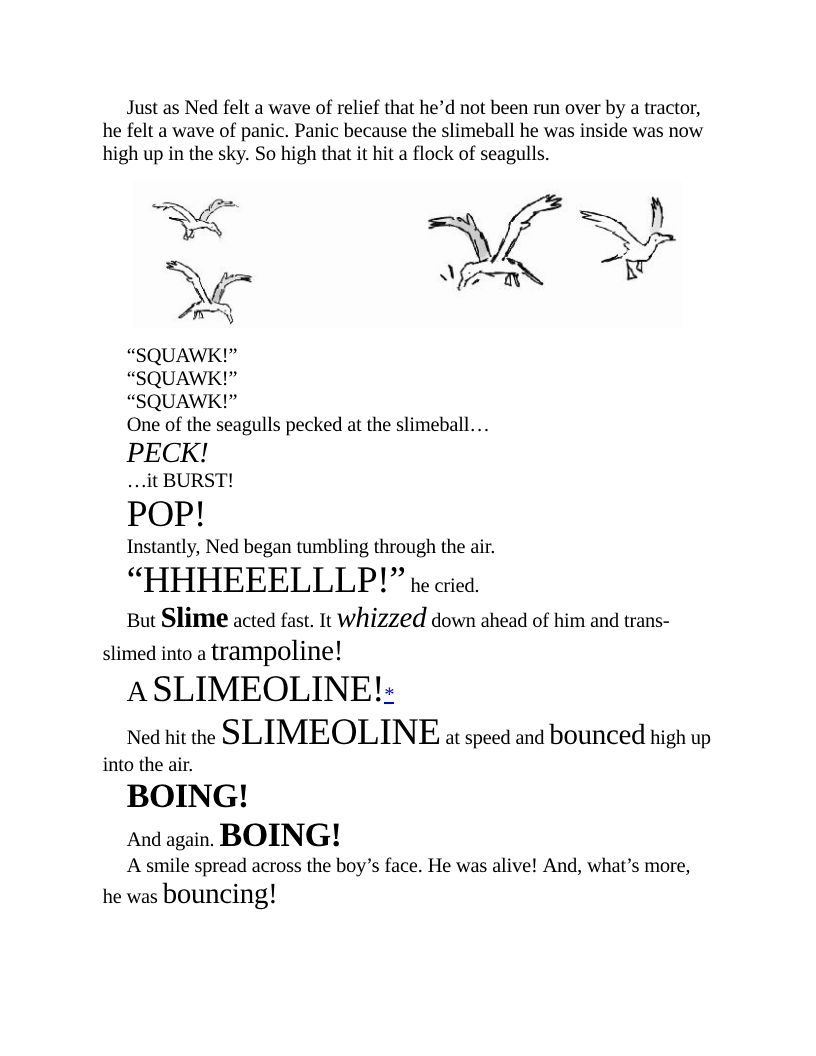 Just as Ned felt a wave of relief that he’d not been run over by a tractor,
he felt a wave of panic. Panic because the slimeball he was inside was now
high up in the sky. So high that it hit a flock of seagulls.
“SQUAWK!”
“SQUAWK!”
“SQUAWK!”
One of the seagulls pecked at the slimeball…
PECK!
…it BURST!
POP!
Instantly, Ned began tumbling through the air.
“HHHEEELLLLP!” he cried.
But Slime acted fast. It whizzed down ahead of him and trans-
slimed into a trampoline!
A SLIMEOLINE!*
Ned hit the SLIMEOLINE at speed and bounced high up
into the air.
BOING!
And again. BOING!
A smile spread across the boy’s face. He was alive! And, what’s more,
he was bouncing!